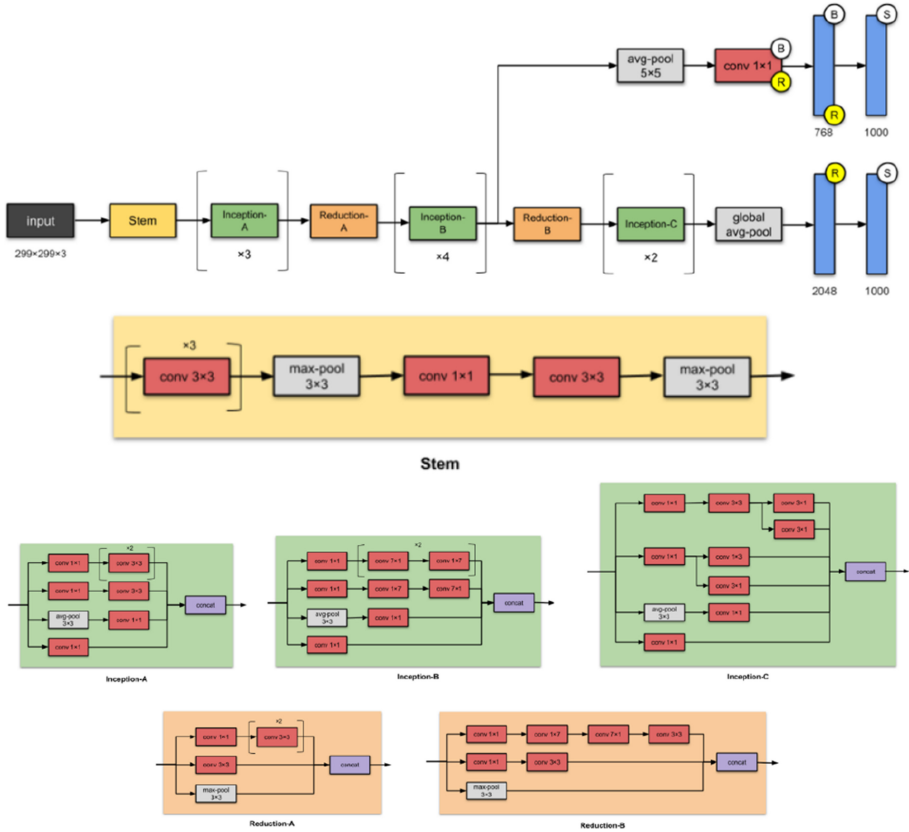 avg-pool
5×5
conv 1×1
B
R
B
R
768
S
1000
input
299×299×3
Stem
Inception-
A
×3
Reduction-
A
Inception-
B
×4
Reduction-
B
Inception-C
×2
global
avg-pool
R
2048
S
1000
×3
conv 3×3
max-pool
3×3
conv 1×1
conv 3×3
max-pool
3×3
Stem
conv 1×1
×2
conv 3×3
conv 1×1
conv 3×3
avg-pool
3×3
conv 1×1
conv 1×1
concat
Inception-A
conv 1×1
×2
conv 7×1
conv 1×7
conv 1×1
conv 1×7
conv 7×1
avg-pool
3×3
conv 1×1
conv 1×1
concat
Inception-B
conv 1×1
conv 3×3
conv 3×1
conv 3×1
conv 1×1
conv 1×3
conv 3×1
avg-pool
3×3
conv 1×1
conv 1×1
concat
Inception-C
conv 1×1
×2
conv 3×3
conv 3×3
max-pool
3×3
concat
Reduction-A
conv 1×1
conv 1×7
conv 7×1
conv 3×3
conv 1×1
conv 3×3
max-pool
concat
Reduction-B